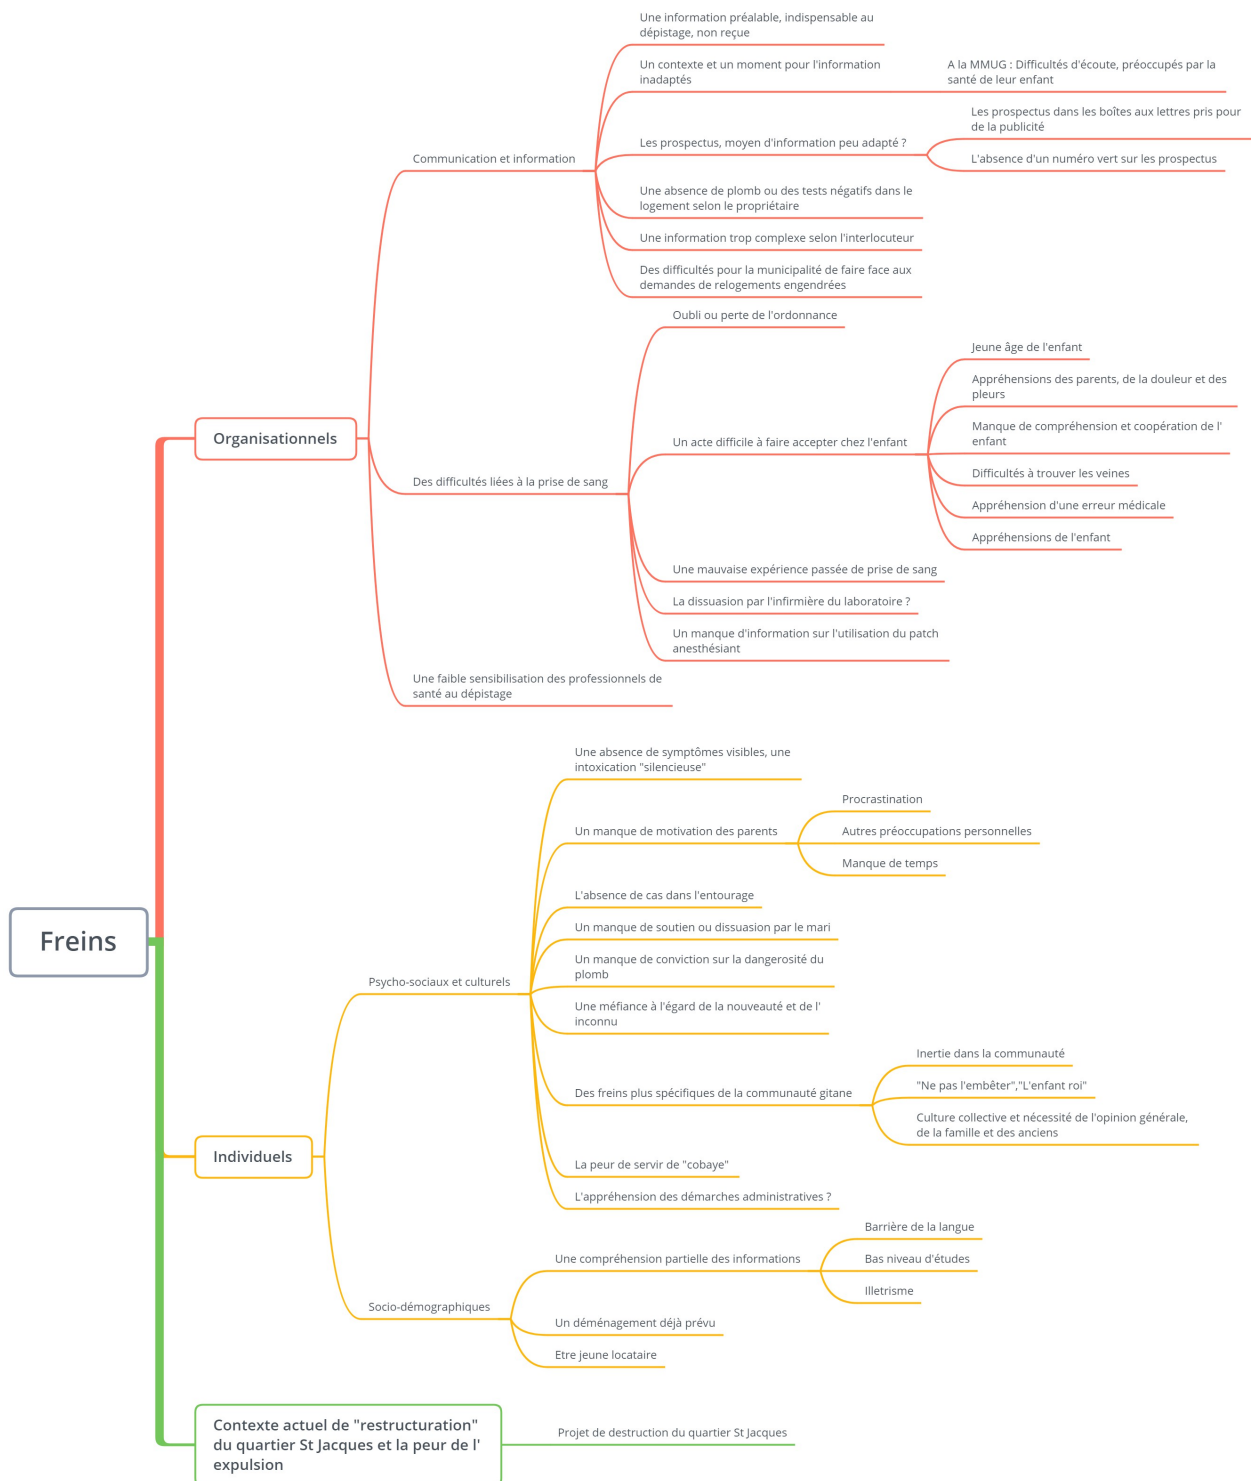 Freins
Organisationnels
Communication et information
Une information préalable, indispensable au
dépistage, non reçue
Un contexte et un moment pour l'information
inadaptés
A la MMUG : Difficultés d'écoute, préoccupés par la
santé de leur enfant
Les prospectus, moyen d'information peu adapté ?
Les prospectus dans les boîtes aux lettres pris pour
de la publicité
L'absence d'un numéro vert sur les prospectus
Une absence de plomb ou des tests négatifs dans le
logement selon le propriétaire
Une information trop complexe selon l'interlocuteur
Des difficultés pour la municipalité de faire face aux
demandes de relogements engendrées
Des difficultés liées à la prise de sang
Oubli ou perte de l'ordonnance
Un acte difficile à faire accepter chez l'enfant
Jeune âge de l'enfant
Appréhensions des parents, de la douleur et des
pleurs
Manque de compréhension et coopération de l'
enfant
Difficultés à trouver les veines
Appréhension d'une erreur médicale
Appréhensions de l'enfant
Une mauvaise expérience passée de prise de sang
La dissuasion par l'infirmière du laboratoire ?
Un manque d'information sur l'utilisation du patch
anesthésiant
Une faible sensibilisation des professionnels de
santé au dépistage
Individuels
Psycho-sociaux et culturels
Une absence de symptômes visibles, une
intoxication "silencieuse"
Un manque de motivation des parents
Procrastination
Autres préoccupations personnelles
Manque de temps
L'absence de cas dans l'entourage
Un manque de soutien ou dissuasion par le mari
Un manque de conviction sur la dangerosité du
plomb
Une méfiance à l'égard de la nouveauté et de l'
inconnu
Des freins plus spécifiques de la communauté gitane
Inertie dans la communauté
"Ne pas l'embêter","L'enfant roi"
Culture collective et nécessité de l'opinion générale,
de la famille et des anciens
La peur de servir de "cobaye"
L'appréhension des démarches administratives ?
Socio-démographiques
Une compréhension partielle des informations
Barrière de la langue
Bas niveau d'études
Illetrisme
Un déménagement déjà prévu
Etre jeune locataire
Contexte actuel de "restructuration"
du quartier St Jacques et la peur de l'
expulsion
Projet de destruction du quartier St Jacques